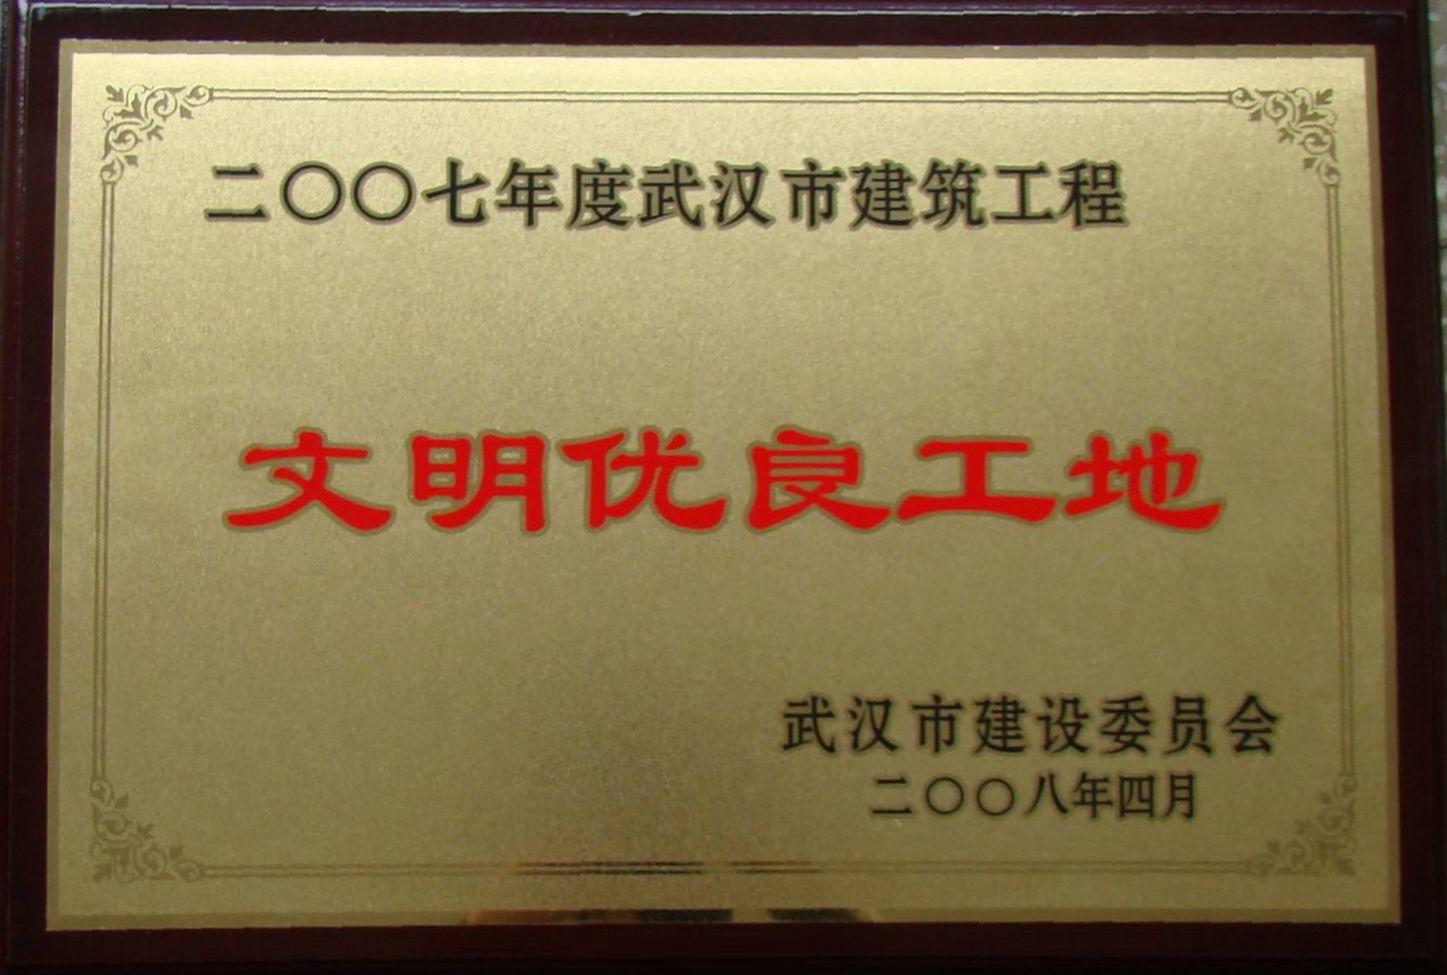 二〇〇七年度武汉市建筑工程
文明优良工地
武汉市建设委员会
二〇〇八年四月